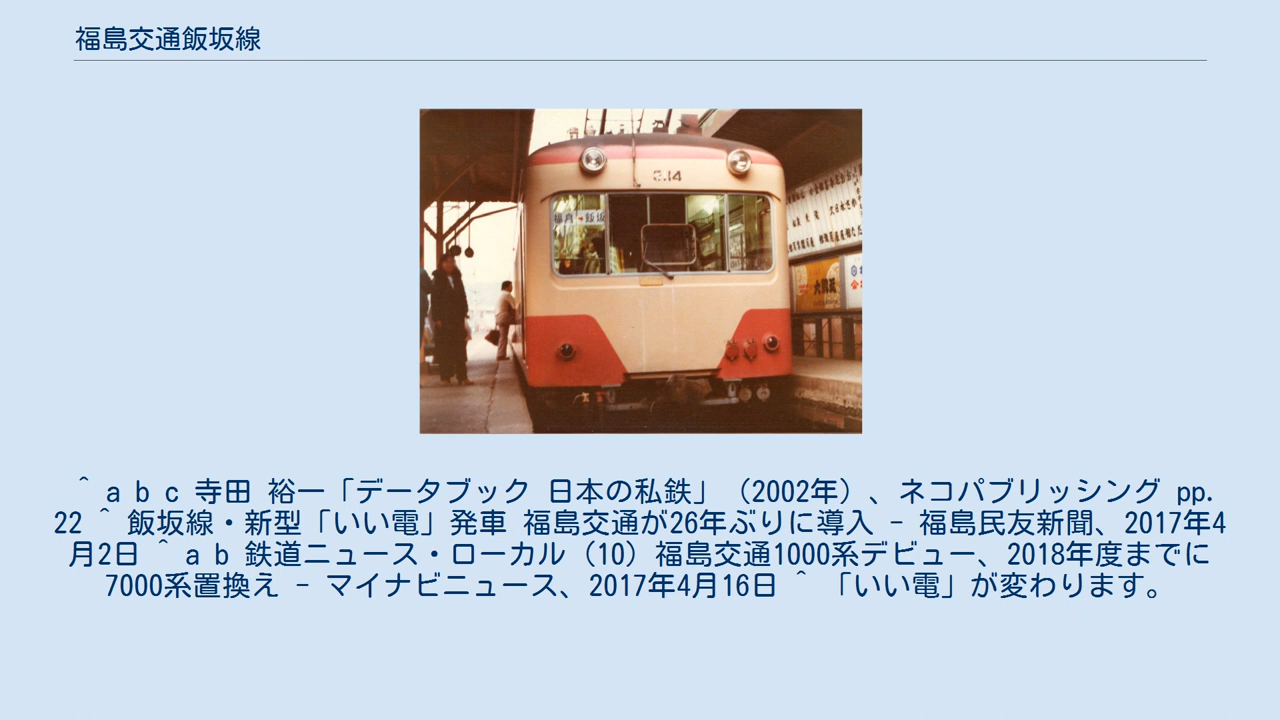 福島交通飯坂線
福島→飯坂
^ a b c 寺田 裕一「データブック 日本の私鉄」（2002年）、ネコパブリッシング pp.
22 ^ 飯坂線・新型「いい電」発車 福島交通が26年ぶりに導入 - 福島民友新聞、2017年4
月2日 ^ a b 鉄道ニュース・ローカル（10）福島交通1000系デビュー、2018年度までに
7000系置換え - マイナビニュース、2017年4月16日 ^ 「いい電」が変わります。